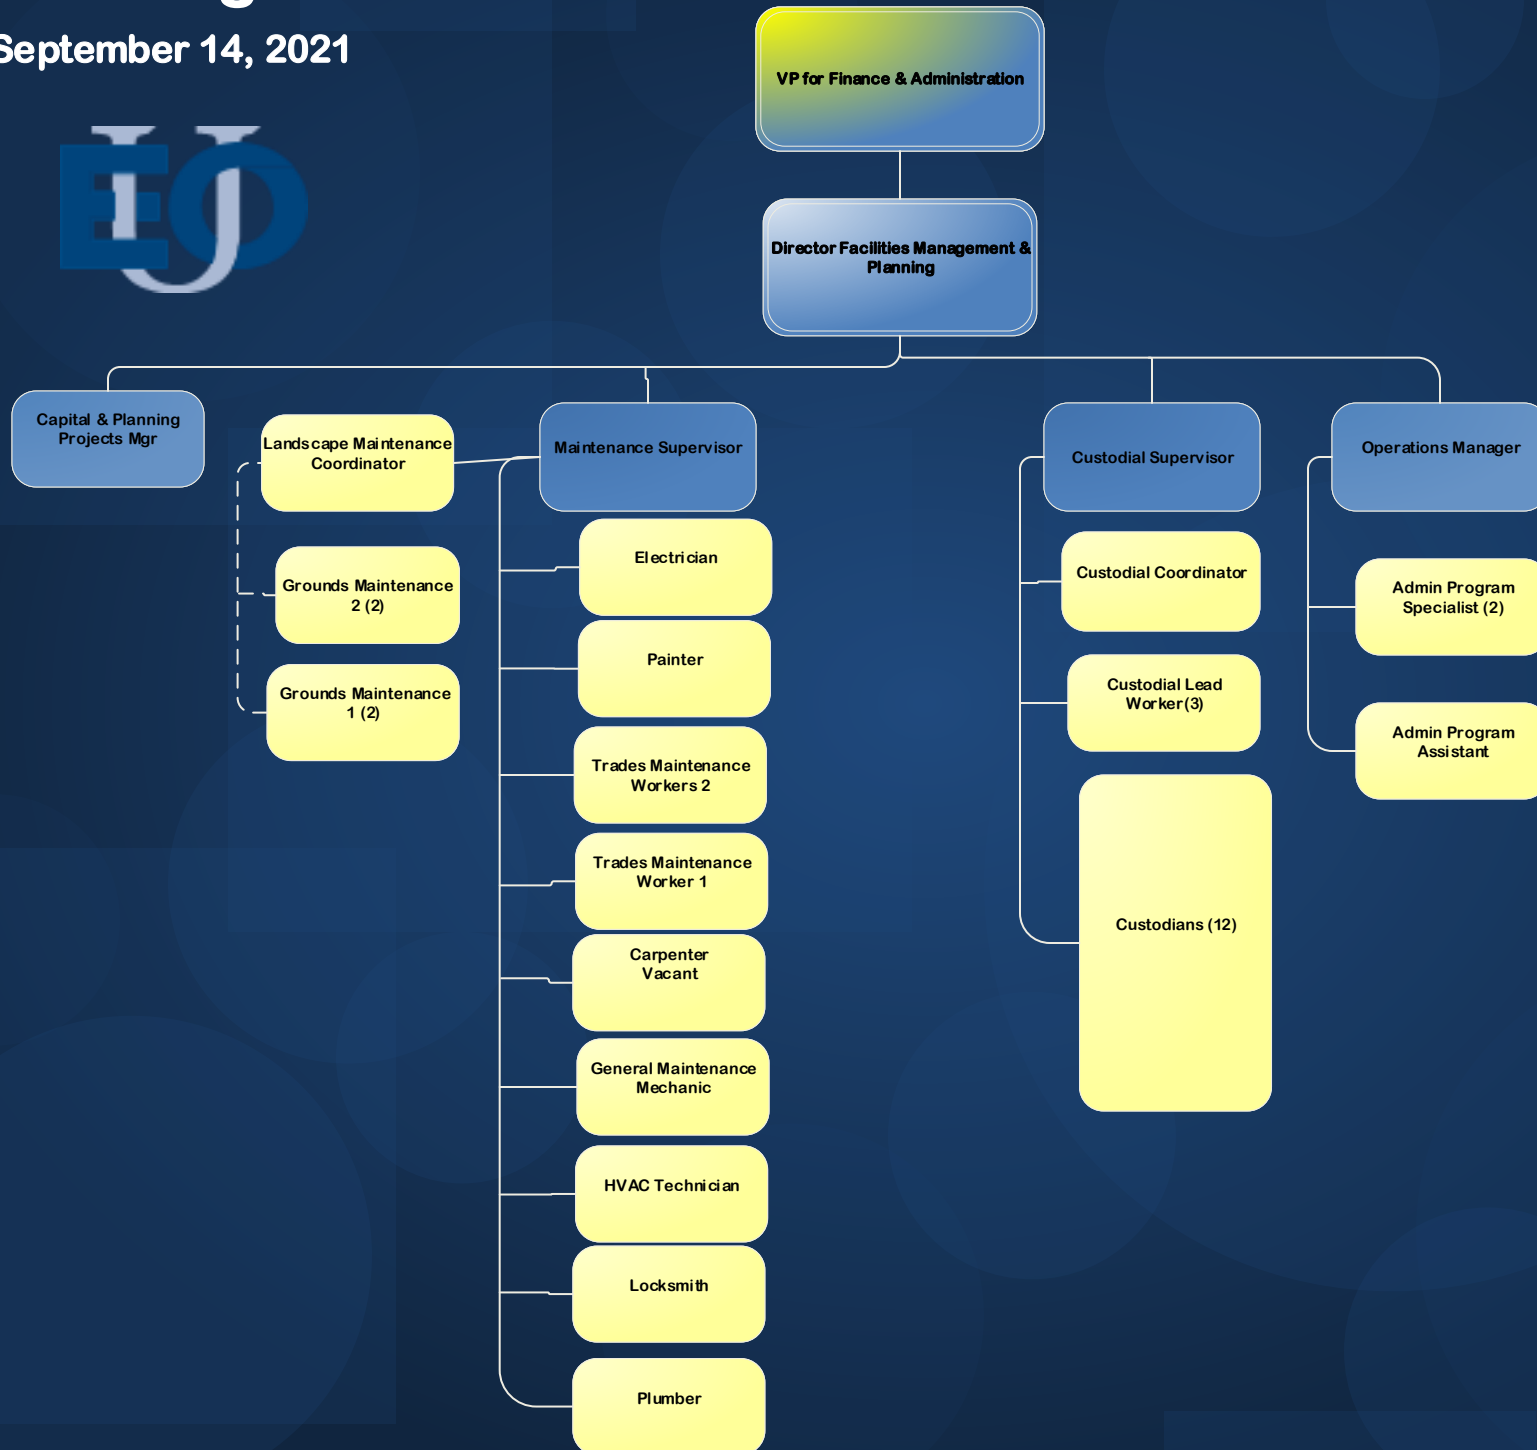 September 14, 2021
EOU
VP for Finance & Administration
Director Facilities Management &
Planning
Capital & Planning
Projects Mgr
Landscape Maintenance
Coordinator
Grounds Maintenance
2 (2)
Grounds Maintenance
1 (2)
Maintenance Supervisor
Electrician
Painter
Trades Maintenance
Workers 2
Trades Maintenance
Worker 1
Carpenter
Vacant
General Maintenance
Mechanic
HVAC Technician
Locksmith
Plumber
Custodial Supervisor
Custodial Coordinator
Custodial Lead
Worker(3)
Custodians (12)
Operations Manager
Admin Program
Specialist (2)
Admin Program
Assistant